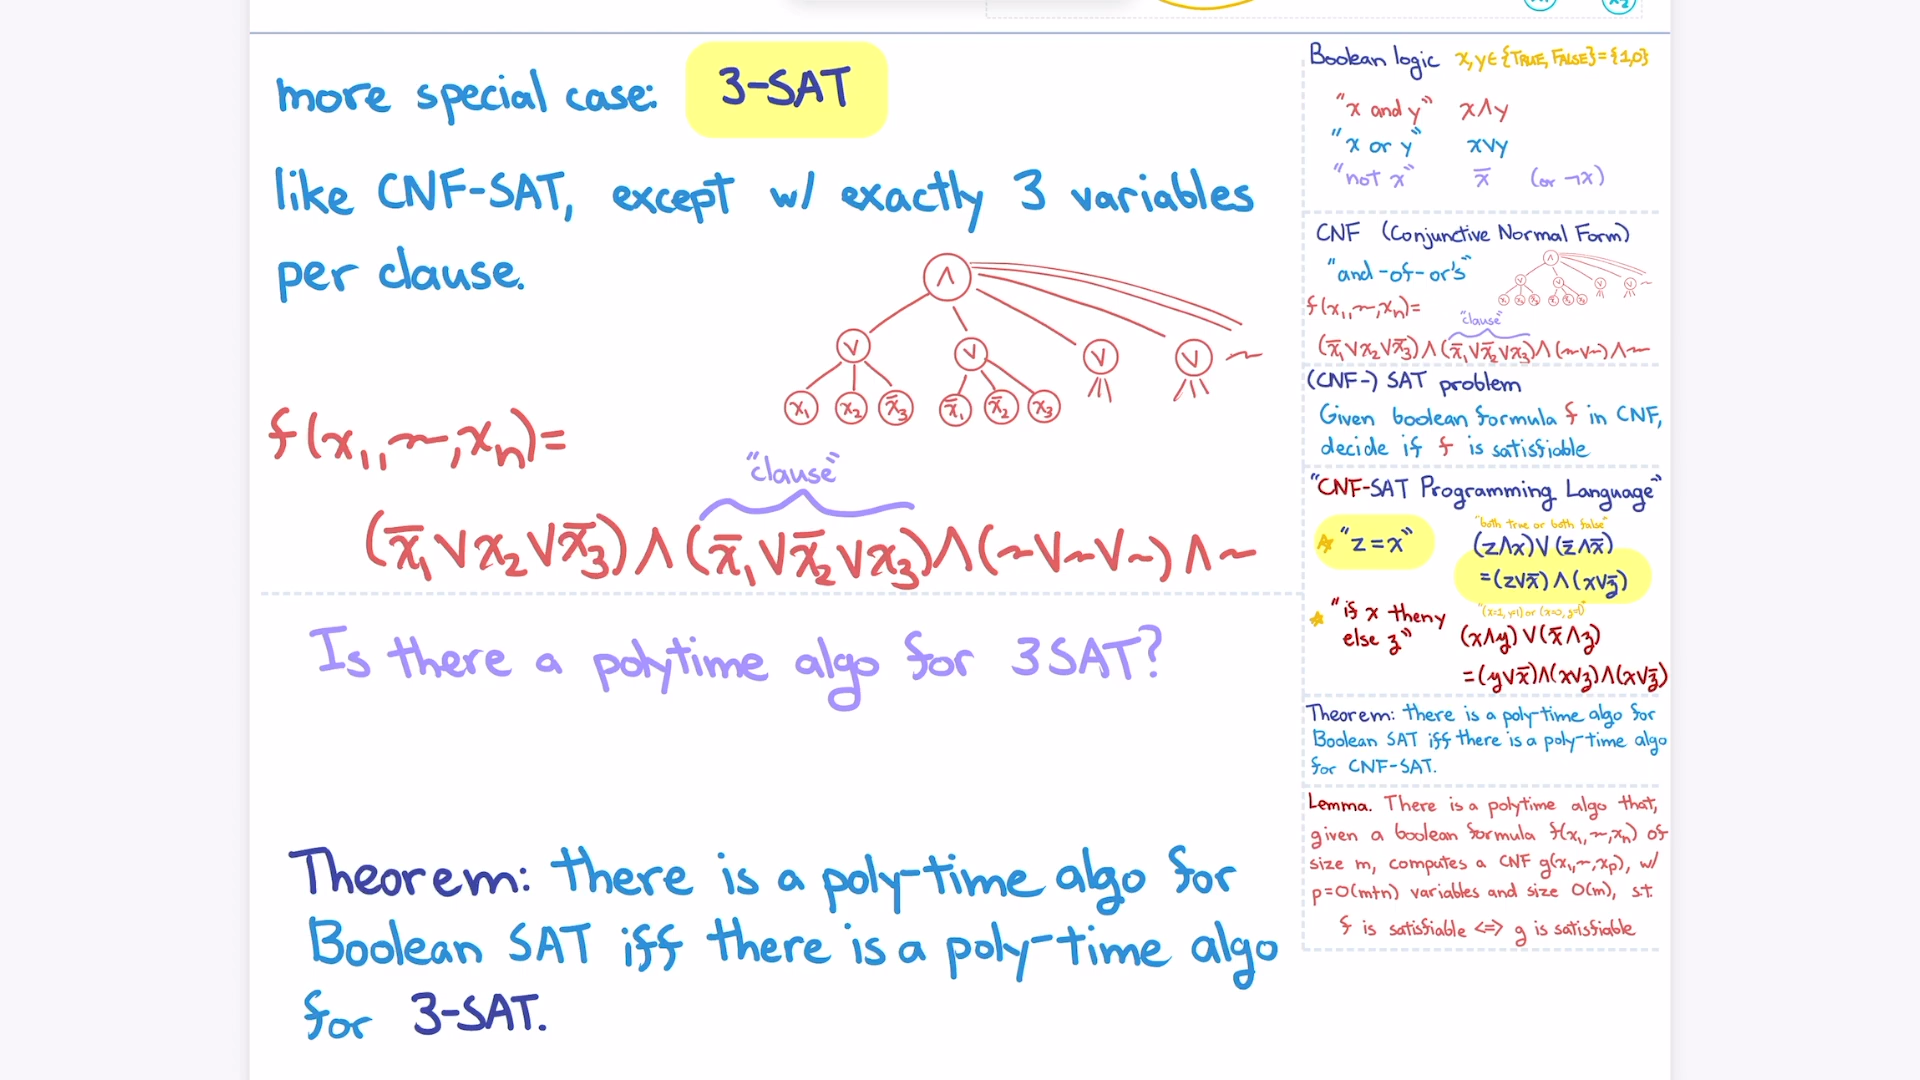 more special case: 3-SAT
like CNF-SAT, except w/ exactly 3 variables
per clause.
∧
∨ ∨ ∨ ∨ ~
x₁ x₂ x̄₃ x̄₁ x̄₂ x₃
f(x₁,~,xₙ)=
"clause"
(x̄₁∨x₂∨x̄₃)∧(x̄₁∨x̄₂∨x₃)∧(~∨~∨~)∧~
Is there a polytime algo for 3SAT?
Theorem: there is a poly-time algo for
Boolean SAT iff there is a poly-time algo
for 3-SAT.
Boolean logic x,y∈{TRUE,FALSE}={1,0}
"x and y" x∧y
"x or y" x∨y
"not x" x̄ (or ¬x)
CNF (Conjunctive Normal Form)
"and-of-or's"
f(x₁,~,xₙ)=
"clause"
(x̄₁∨x₂∨x̄₃)∧(x̄₁∨x̄₂∨x₃)∧(~∨~)∧~
(CNF-) SAT problem
Given boolean formula f in CNF,
decide if f is satisfiable
"CNF-SAT Programming Language"
"both true or both false"
"z=x" (z∧x)∨(z̄∧x̄)
=(z∨x̄)∧(x∨z̄)
"if x then y
else z" (x∧y)∨(x̄∧z)
=(y∨x̄)∧(x∨z)∧(x∨z̄)
Theorem: there is a poly-time algo for
Boolean SAT iff there is a poly-time algo
for CNF-SAT.
Lemma. There is a polytime algo that,
given a boolean formula f(x₁,~,xₙ) of
size m, computes a CNF g(x₁,~,xₚ), w/
p=O(m+n) variables and size O(m), s.t.
f is satisfiable <=> g is satisfiable